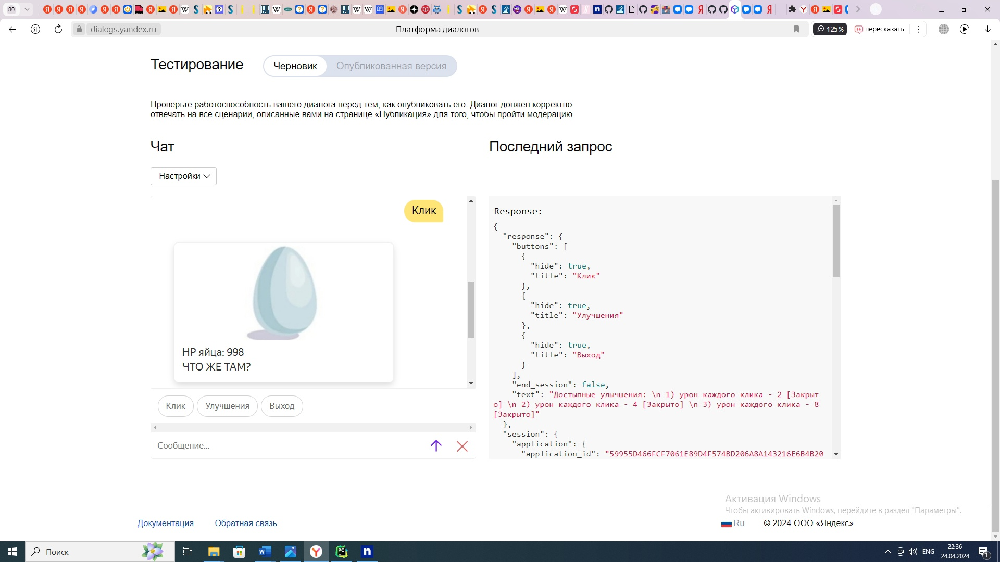 80
dialogs.yandex.ru
Платформа диалогов
125 %
пересказать
Тестирование
Черновик
Опубликованная версия
Проверьте работоспособность вашего диалога перед тем, как опубликовать его. Диалог должен корректно
отвечать на все сценарии, описанные вами на странице «Публикация» для того, чтобы пройти модерацию.
Чат
Последний запрос
Настройки
Клик
HP яйца: 998
ЧТО ЖЕ ТАМ?
Клик
Улучшения
Выход
Сообщение...
Response:
{
"response": {
"buttons": [
{
"hide": true,
"title": "Клик"
},
{
"hide": true,
"title": "Улучшения"
},
{
"hide": true,
"title": "Выход"
}
],
"end_session": false,
"text": "Достыпные улычшения: \n 1) урон каждого клика - 2 [Закрыт
о] \n 2) урон каждого клика - 4 [Закрыто] \n 3) урон каждого клика - 8
[Закрыто]"
},
"session": {
"application": {
"application_id": "59955D466FCF7061E89D4F574BD206A8A143216E6B4B20
Активация Windows
Чтобы активировать Windows, перейдите в раздел "Параметры".
Документация
Обратная связь
Ru
© 2024 ООО «Яндекс»
Поиск
ENG
22:36
24.04.2024
1